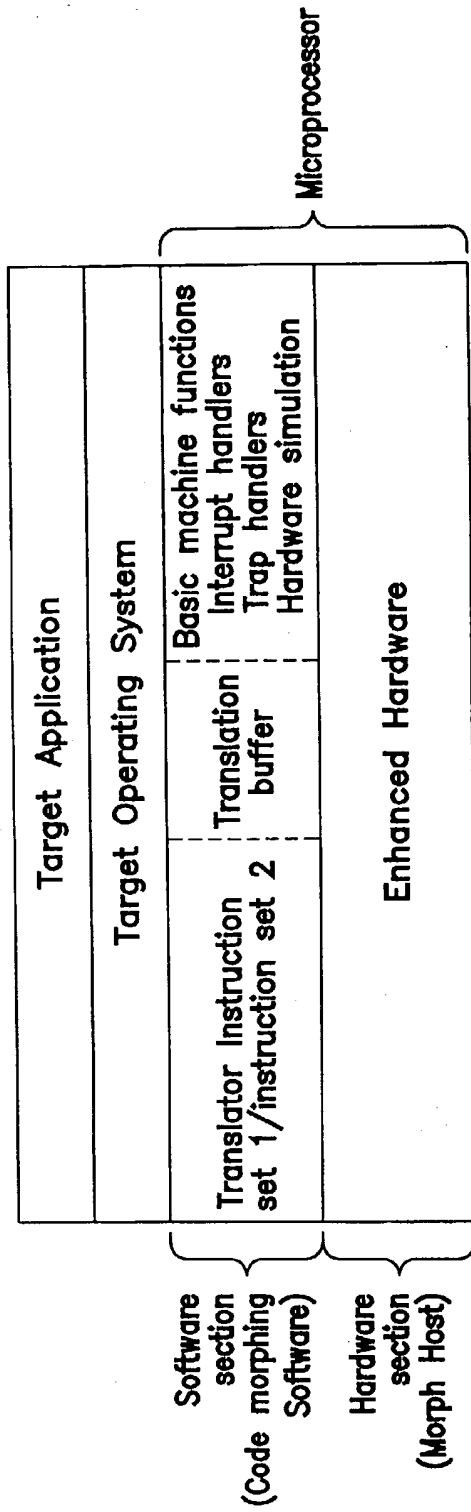 Target Application
Target Operating System
Software
section
(Code morphing
Software)
Translator Instruction
set 1/instruction set 2
Translation
buffer
Basic machine functions
Interrupt handlers
Trap handlers
Hardware simulation
Microprocessor
Hardware
section
(Morph Host)
Enhanced Hardware